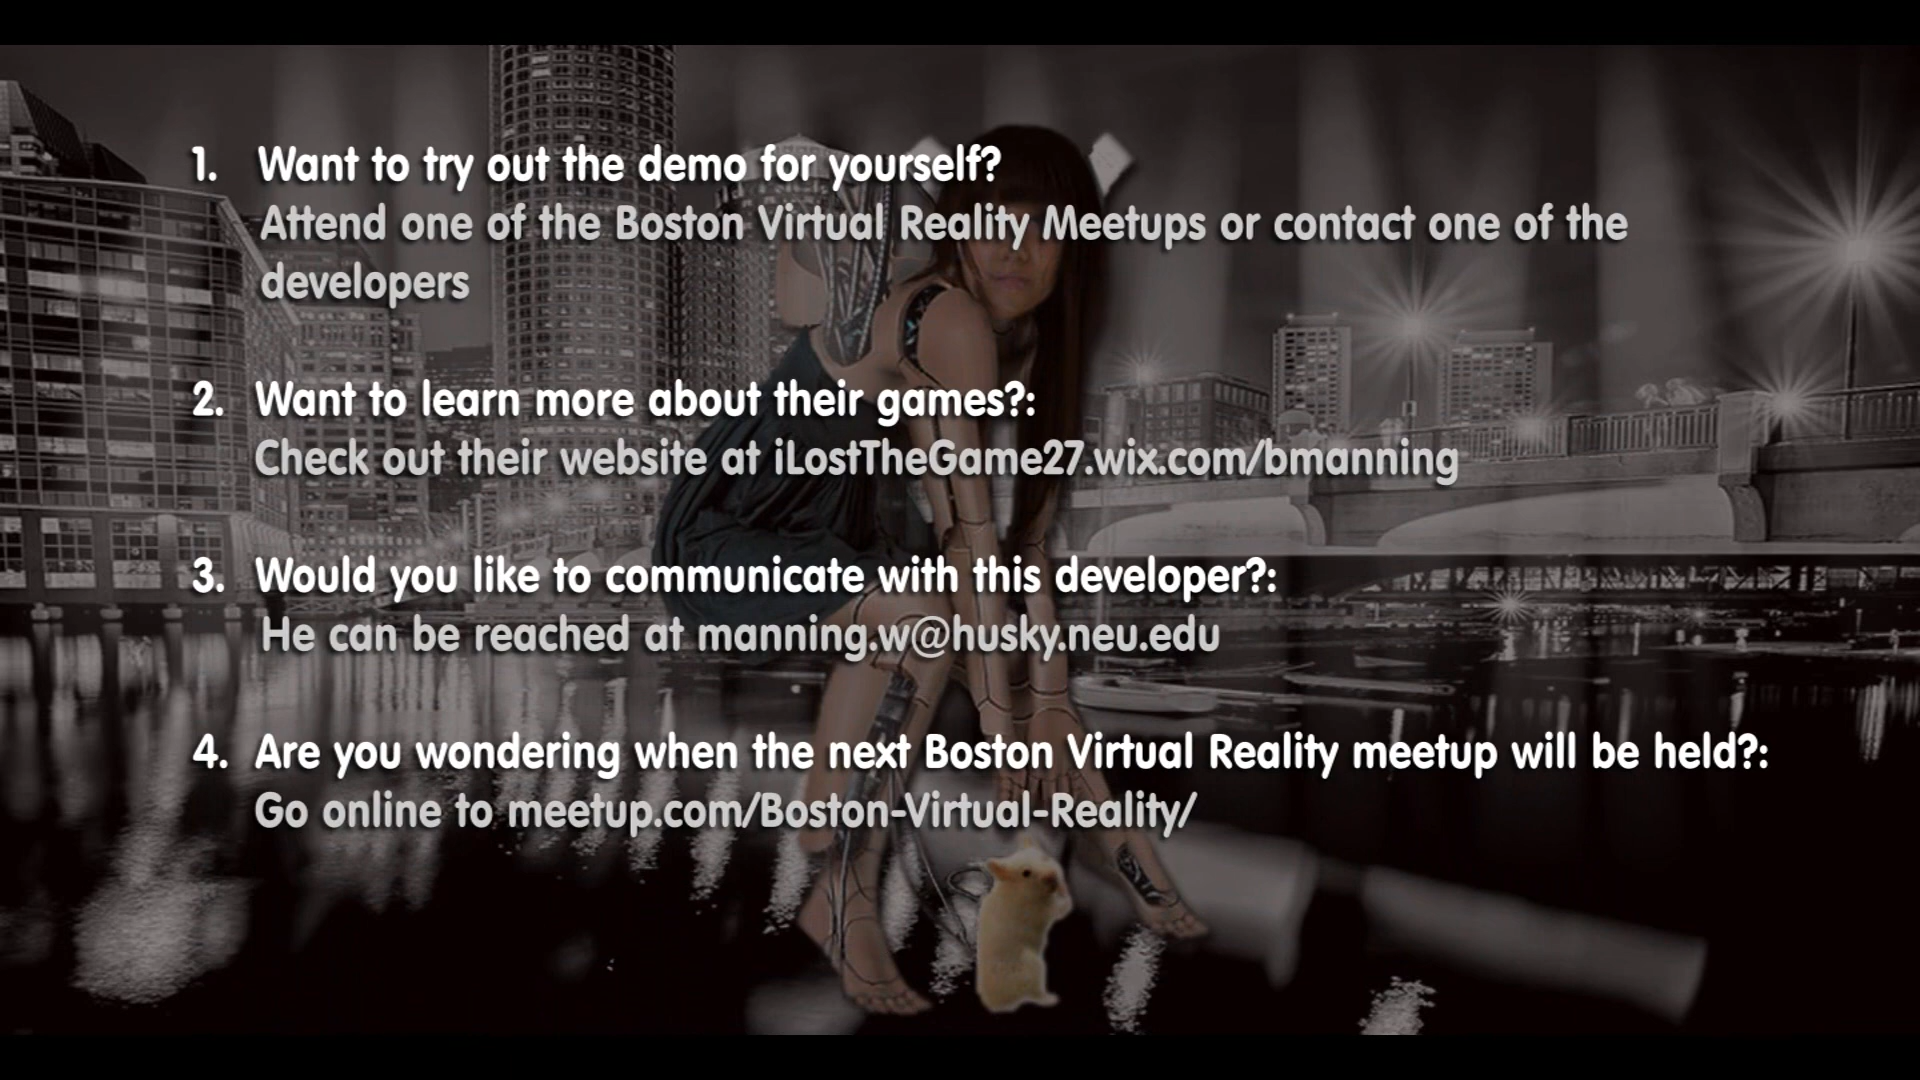 1. Want to try out the demo for yourself?
Attend one of the Boston Virtual Reality Meetups or contact one of the
developers
2. Want to learn more about their games?:
Check out their website at iLostTheGame27.wix.com/bmanning
3. Would you like to communicate with this developer?:
He can be reached at manning.w@husky.neu.edu
4. Are you wondering when the next Boston Virtual Reality meetup will be held?:
Go online to meetup.com/Boston-Virtual-Reality/